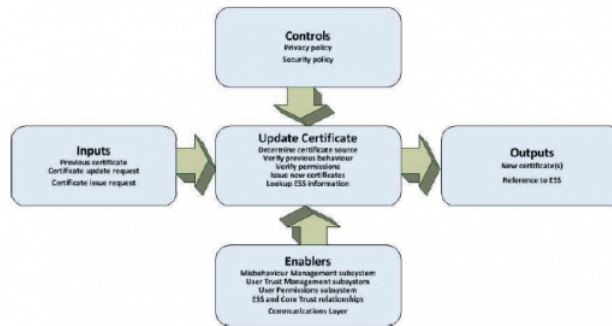 Controls
Privacy policy
Security policy
Inputs
Previous certificate
Certificate update request
Certificate issue request
Update Certificate
Determine certificate source
Verify previous behaviour
Verify permissions
Issue new certificates
Lookup ESS information
Outputs
New certificate(s)
Reference to ESS
Enablers
Misbehaviour Management subsystem
User Trust Management subsystem
User Permissions subsystem
ESS and Core Trust relationships
Communications Layer